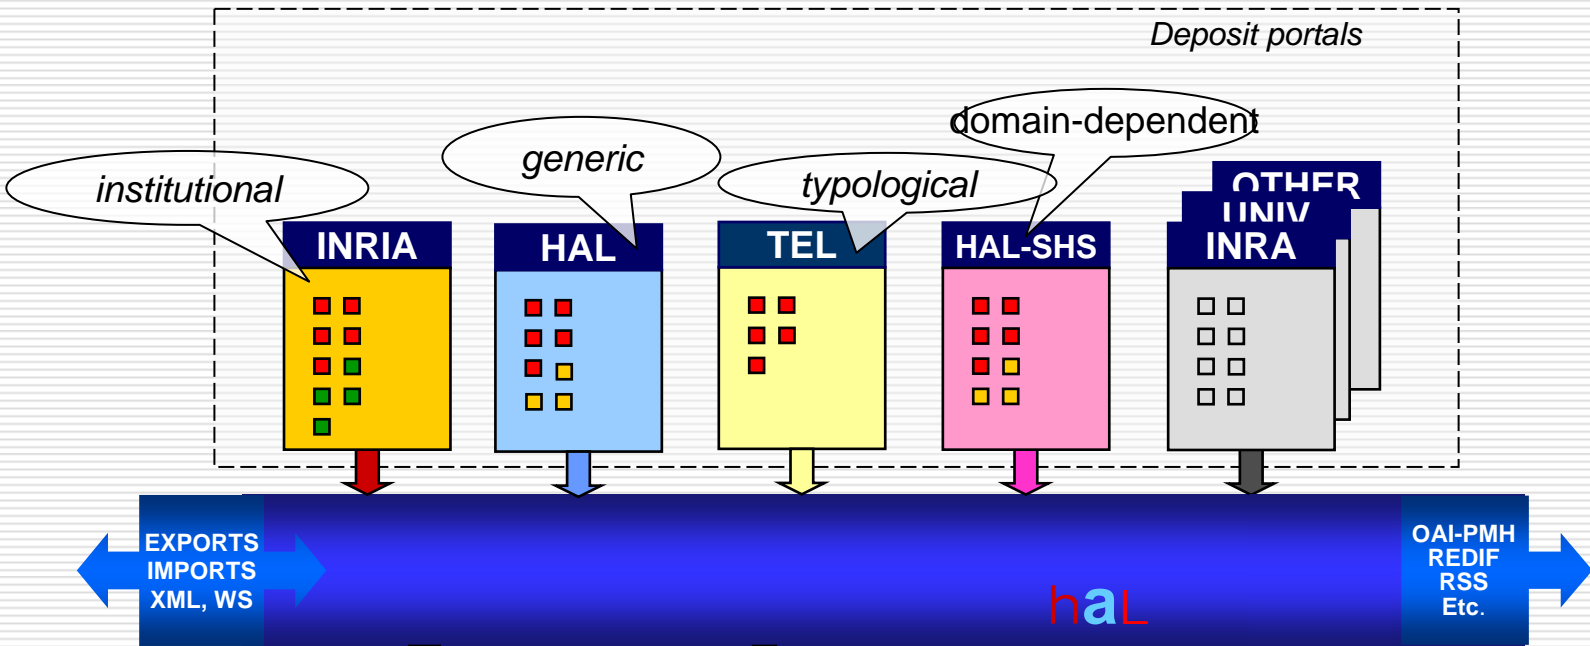 Deposit portals
domain-dependent
generic
typological
institutional
OTHER
UNIV
INRIA
HAL
TEL
HAL-SHS
INRA
EXPORTS
IMPORTS
XML, WS
haL
OAI-PMH
REDIF
RSS
Etc.